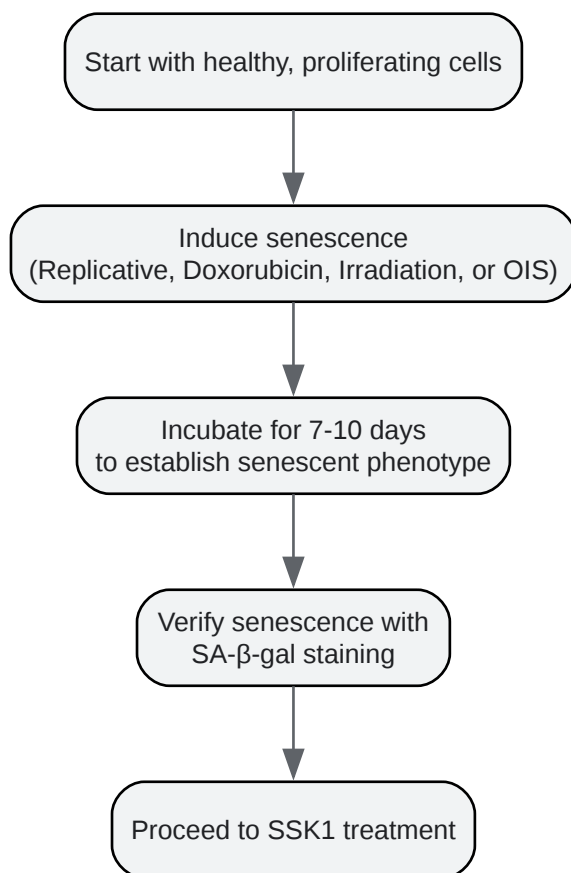 Start with healthy, proliferating cells
Induce senescence
(Replicative, Doxorubicin, Irradiation, or OIS)
Incubate for 7-10 days
to establish senescent phenotype
Verify senescence with
SA-β-gal staining
Proceed to SSK1 treatment